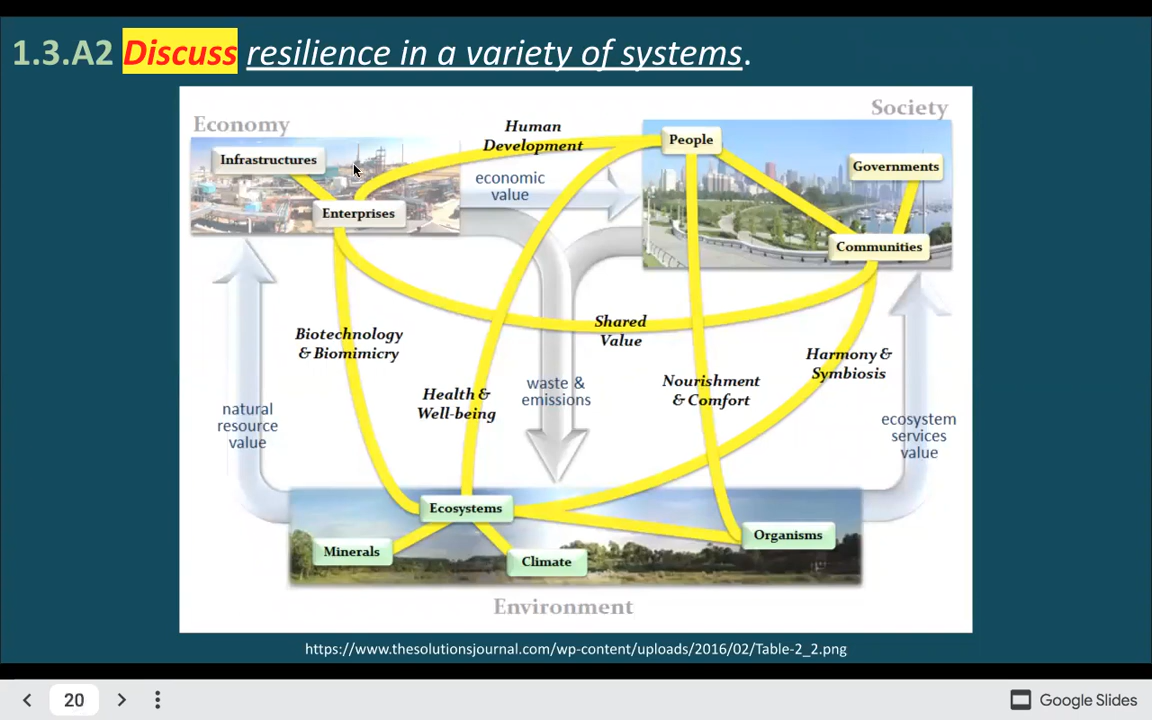 1.3.A2 Discuss resilience in a variety of systems.
Economy
Society
Infrastructures
Enterprises
Human
Development
economic
value
People
Governments
Communities
Biotechnology
& Biomimicry
Health &
Well-being
waste &
emissions
Shared
Value
Nourishment
& Comfort
Harmony &
Symbiosis
natural
resource
value
ecosystem
services
value
Ecosystems
Minerals
Climate
Organisms
Environment
https://www.thesolutionsjournal.com/wp-content/uploads/2016/02/Table-2_2.png
20
Google Slides